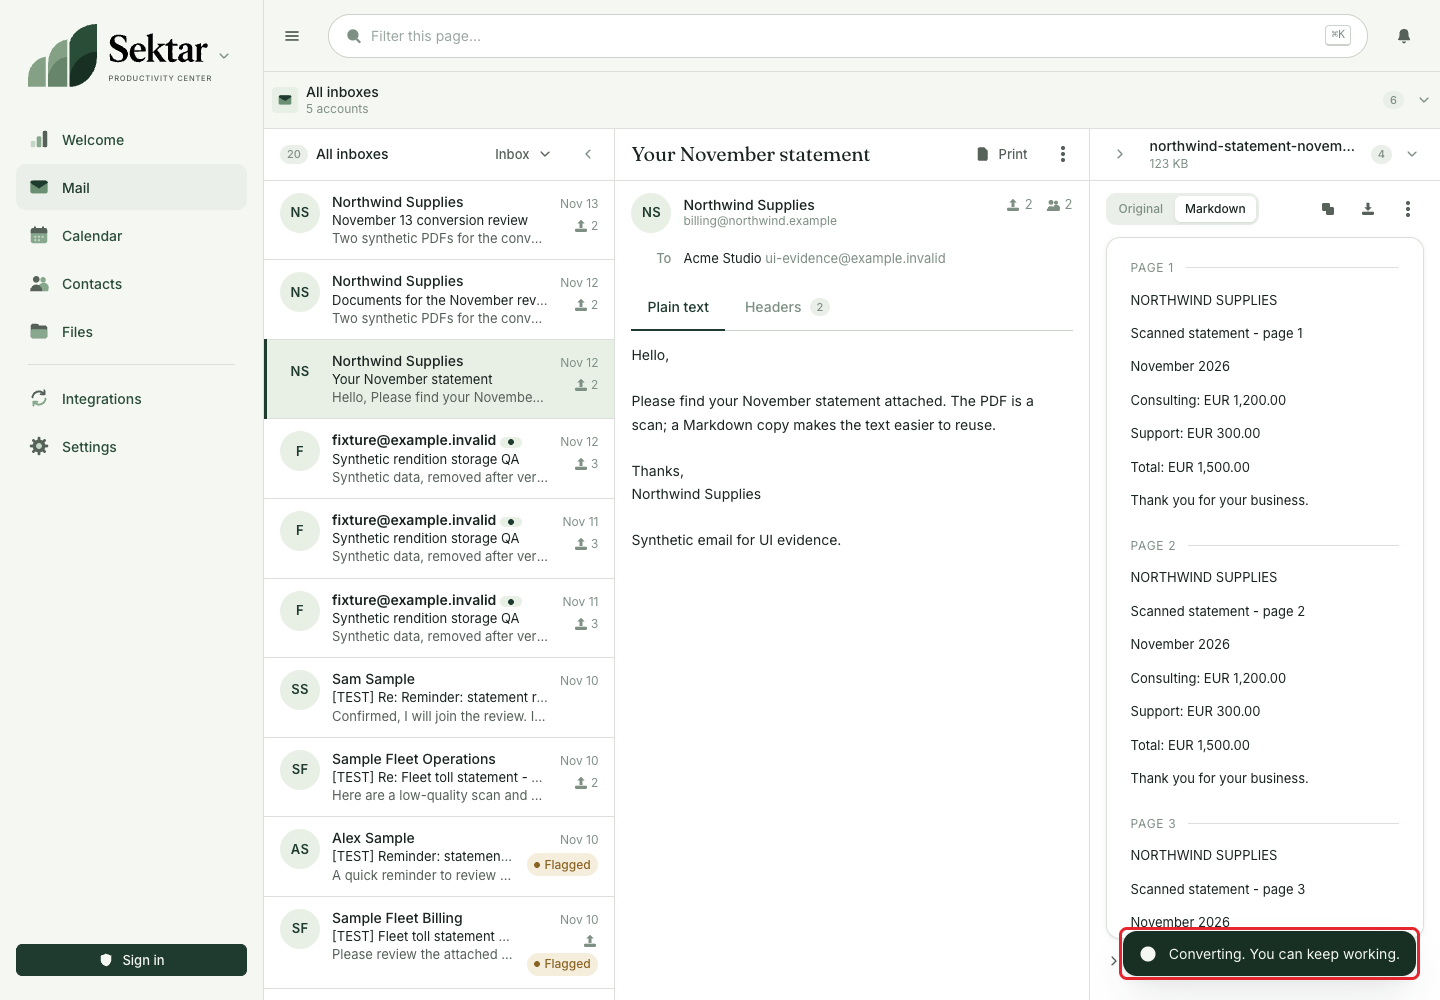 Sektar
PRODUCTIVITY CENTER
Welcome
Mail
Calendar
Contacts
Files
Integrations
Settings
Sign in
Filter this page...
⌘K
All inboxes
5 accounts
6
20 All inboxes
Inbox
NS
Northwind Supplies
Nov 13
November 13 conversion review
2
Two synthetic PDFs for the conv...
NS
Northwind Supplies
Nov 12
Documents for the November rev...
2
Two synthetic PDFs for the conv...
NS
Northwind Supplies
Nov 12
Your November statement
2
Hello, Please find your Novembe...
F
fixture@example.invalid
Nov 12
Synthetic rendition storage QA
3
Synthetic data, removed after ver...
F
fixture@example.invalid
Nov 11
Synthetic rendition storage QA
3
Synthetic data, removed after ver...
F
fixture@example.invalid
Nov 11
Synthetic rendition storage QA
3
Synthetic data, removed after ver...
SS
Sam Sample
Nov 10
[TEST] Re: Reminder: statement r...
Confirmed, I will join the review. I...
SF
Sample Fleet Operations
Nov 10
[TEST] Re: Fleet toll statement - ...
2
Here are a low-quality scan and ...
AS
Alex Sample
Nov 10
[TEST] Reminder: statemen...
Flagged
A quick reminder to review ...
SF
Sample Fleet Billing
Nov 10
[TEST] Fleet toll statement ...
Please review the attached ...
Flagged
Your November statement
Print
NS
Northwind Supplies
billing@northwind.example
2
2
To Acme Studio ui-evidence@example.invalid
Plain text
Headers 2
Hello,
Please find your November statement attached. The PDF is a
scan; a Markdown copy makes the text easier to reuse.
Thanks,
Northwind Supplies
Synthetic email for UI evidence.
northwind-statement-novem...
123 KB
4
Original
Markdown
PAGE 1
NORTHWIND SUPPLIES
Scanned statement - page 1
November 2026
Consulting: EUR 1,200.00
Support: EUR 300.00
Total: EUR 1,500.00
Thank you for your business.
PAGE 2
NORTHWIND SUPPLIES
Scanned statement - page 2
November 2026
Consulting: EUR 1,200.00
Support: EUR 300.00
Total: EUR 1,500.00
Thank you for your business.
PAGE 3
NORTHWIND SUPPLIES
Scanned statement - page 3
November 2026
Converting. You can keep working.